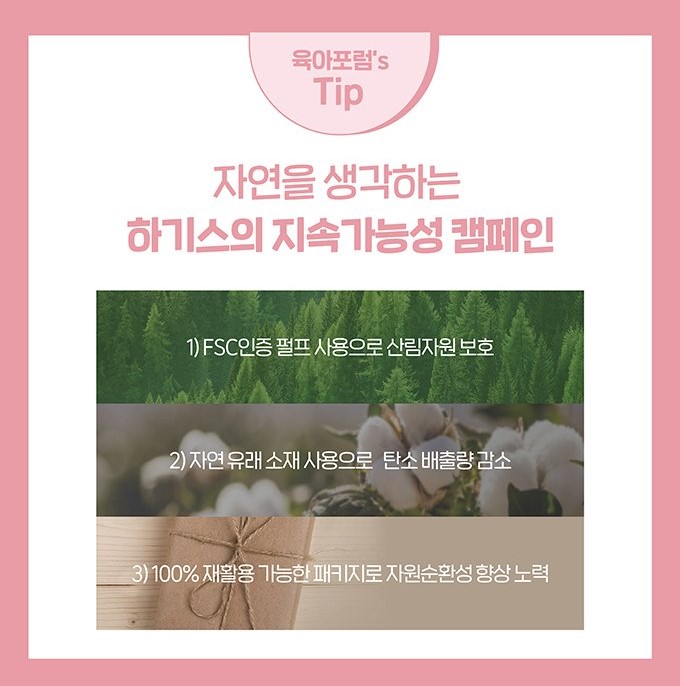 육아포럼's
Tip
자연을 생각하는
하기스의 지속가능성 캠페인
1) FSC인증 펄프 사용으로 산림자원 보호
2) 자연 유래 소재 사용으로 탄소 배출량 감소
3) 100% 재활용 가능한 패키지로 자원순환성 향상 노력